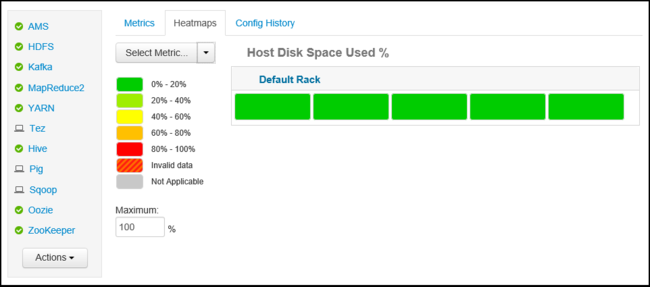 AMS
HDFS
Kafka
MapReduce2
YARN
Tez
Hive
Pig
Sqoop
Oozie
ZooKeeper
Actions
Metrics
Heatmaps
Config History
Select Metric...
0% - 20%
20% - 40%
40% - 60%
60% - 80%
80% - 100%
Invalid data
Not Applicable
Maximum:
100 %
Host Disk Space Used %
Default Rack